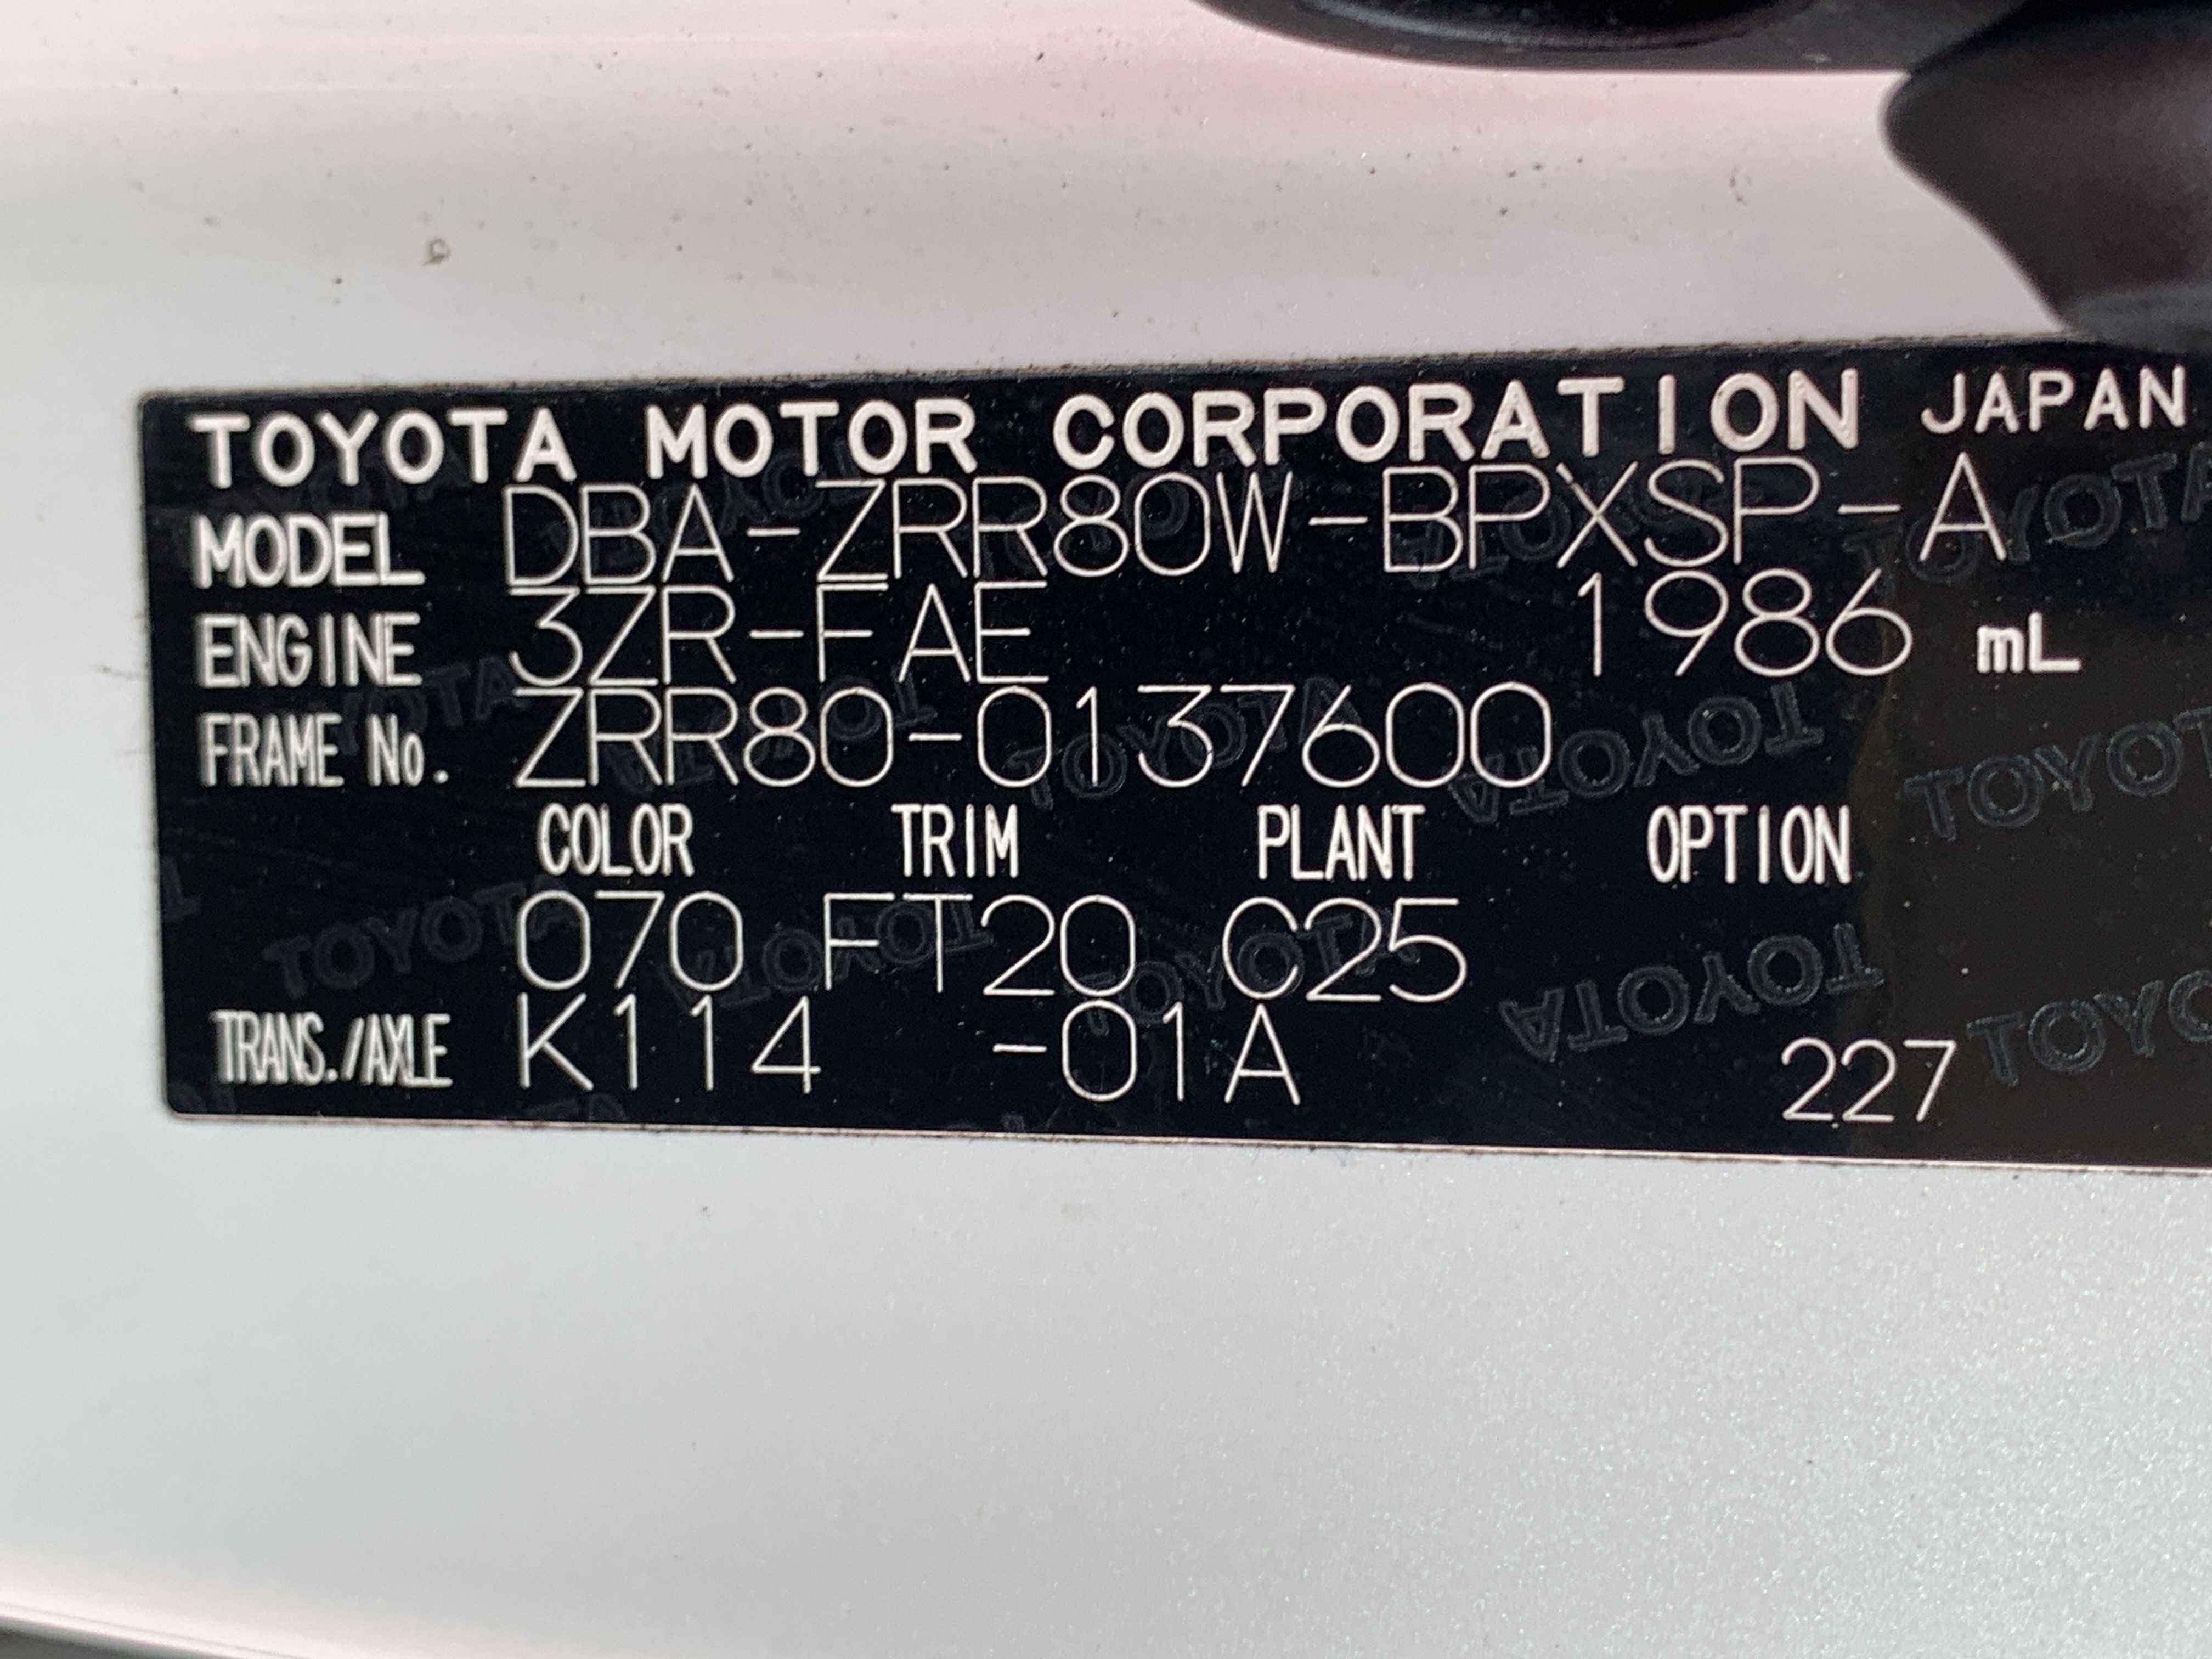 TOYOTA MOTOR CORPORATION JAPAN
MODEL DBA-ZRR80W-BPXSP-A
ENGINE 3ZR-FAE 1986 mL
FRAME No. ZRR80-0137600
COLOR TRIM PLANT OPTION
070 FT20 C25
TRANS./AXLE K114 -01A
227